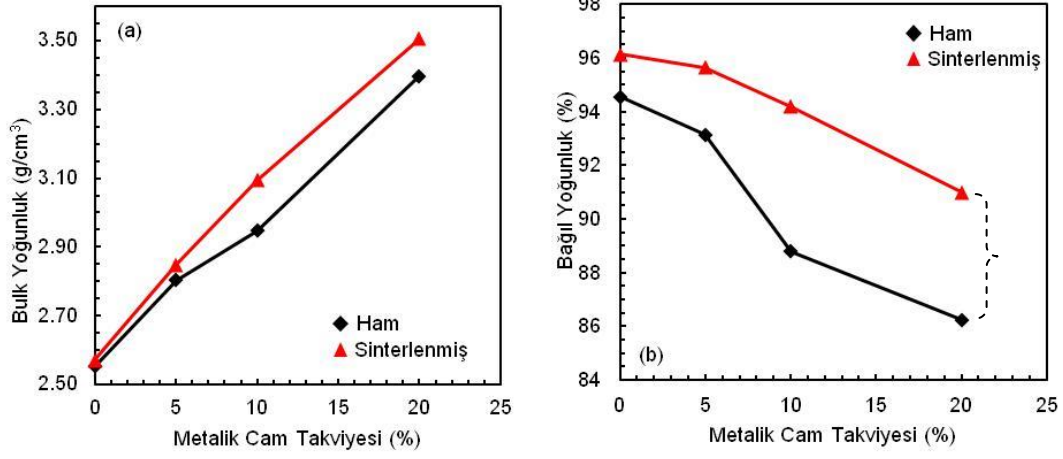 (a)
3.50
3.30
3.10
2.90
2.70
2.50
Bulk Yoğunluk (g/cm³)
Ham
Sinterlenmiş
0 5 10 15 20 25
Metalik Cam Takviyesi (%)
98
96
94
92
90
88
86
84
Bağıl Yoğunluk (%)
Ham
Sinterlenmiş
(b)
0 5 10 15 20 25
Metalik Cam Takviyesi (%)